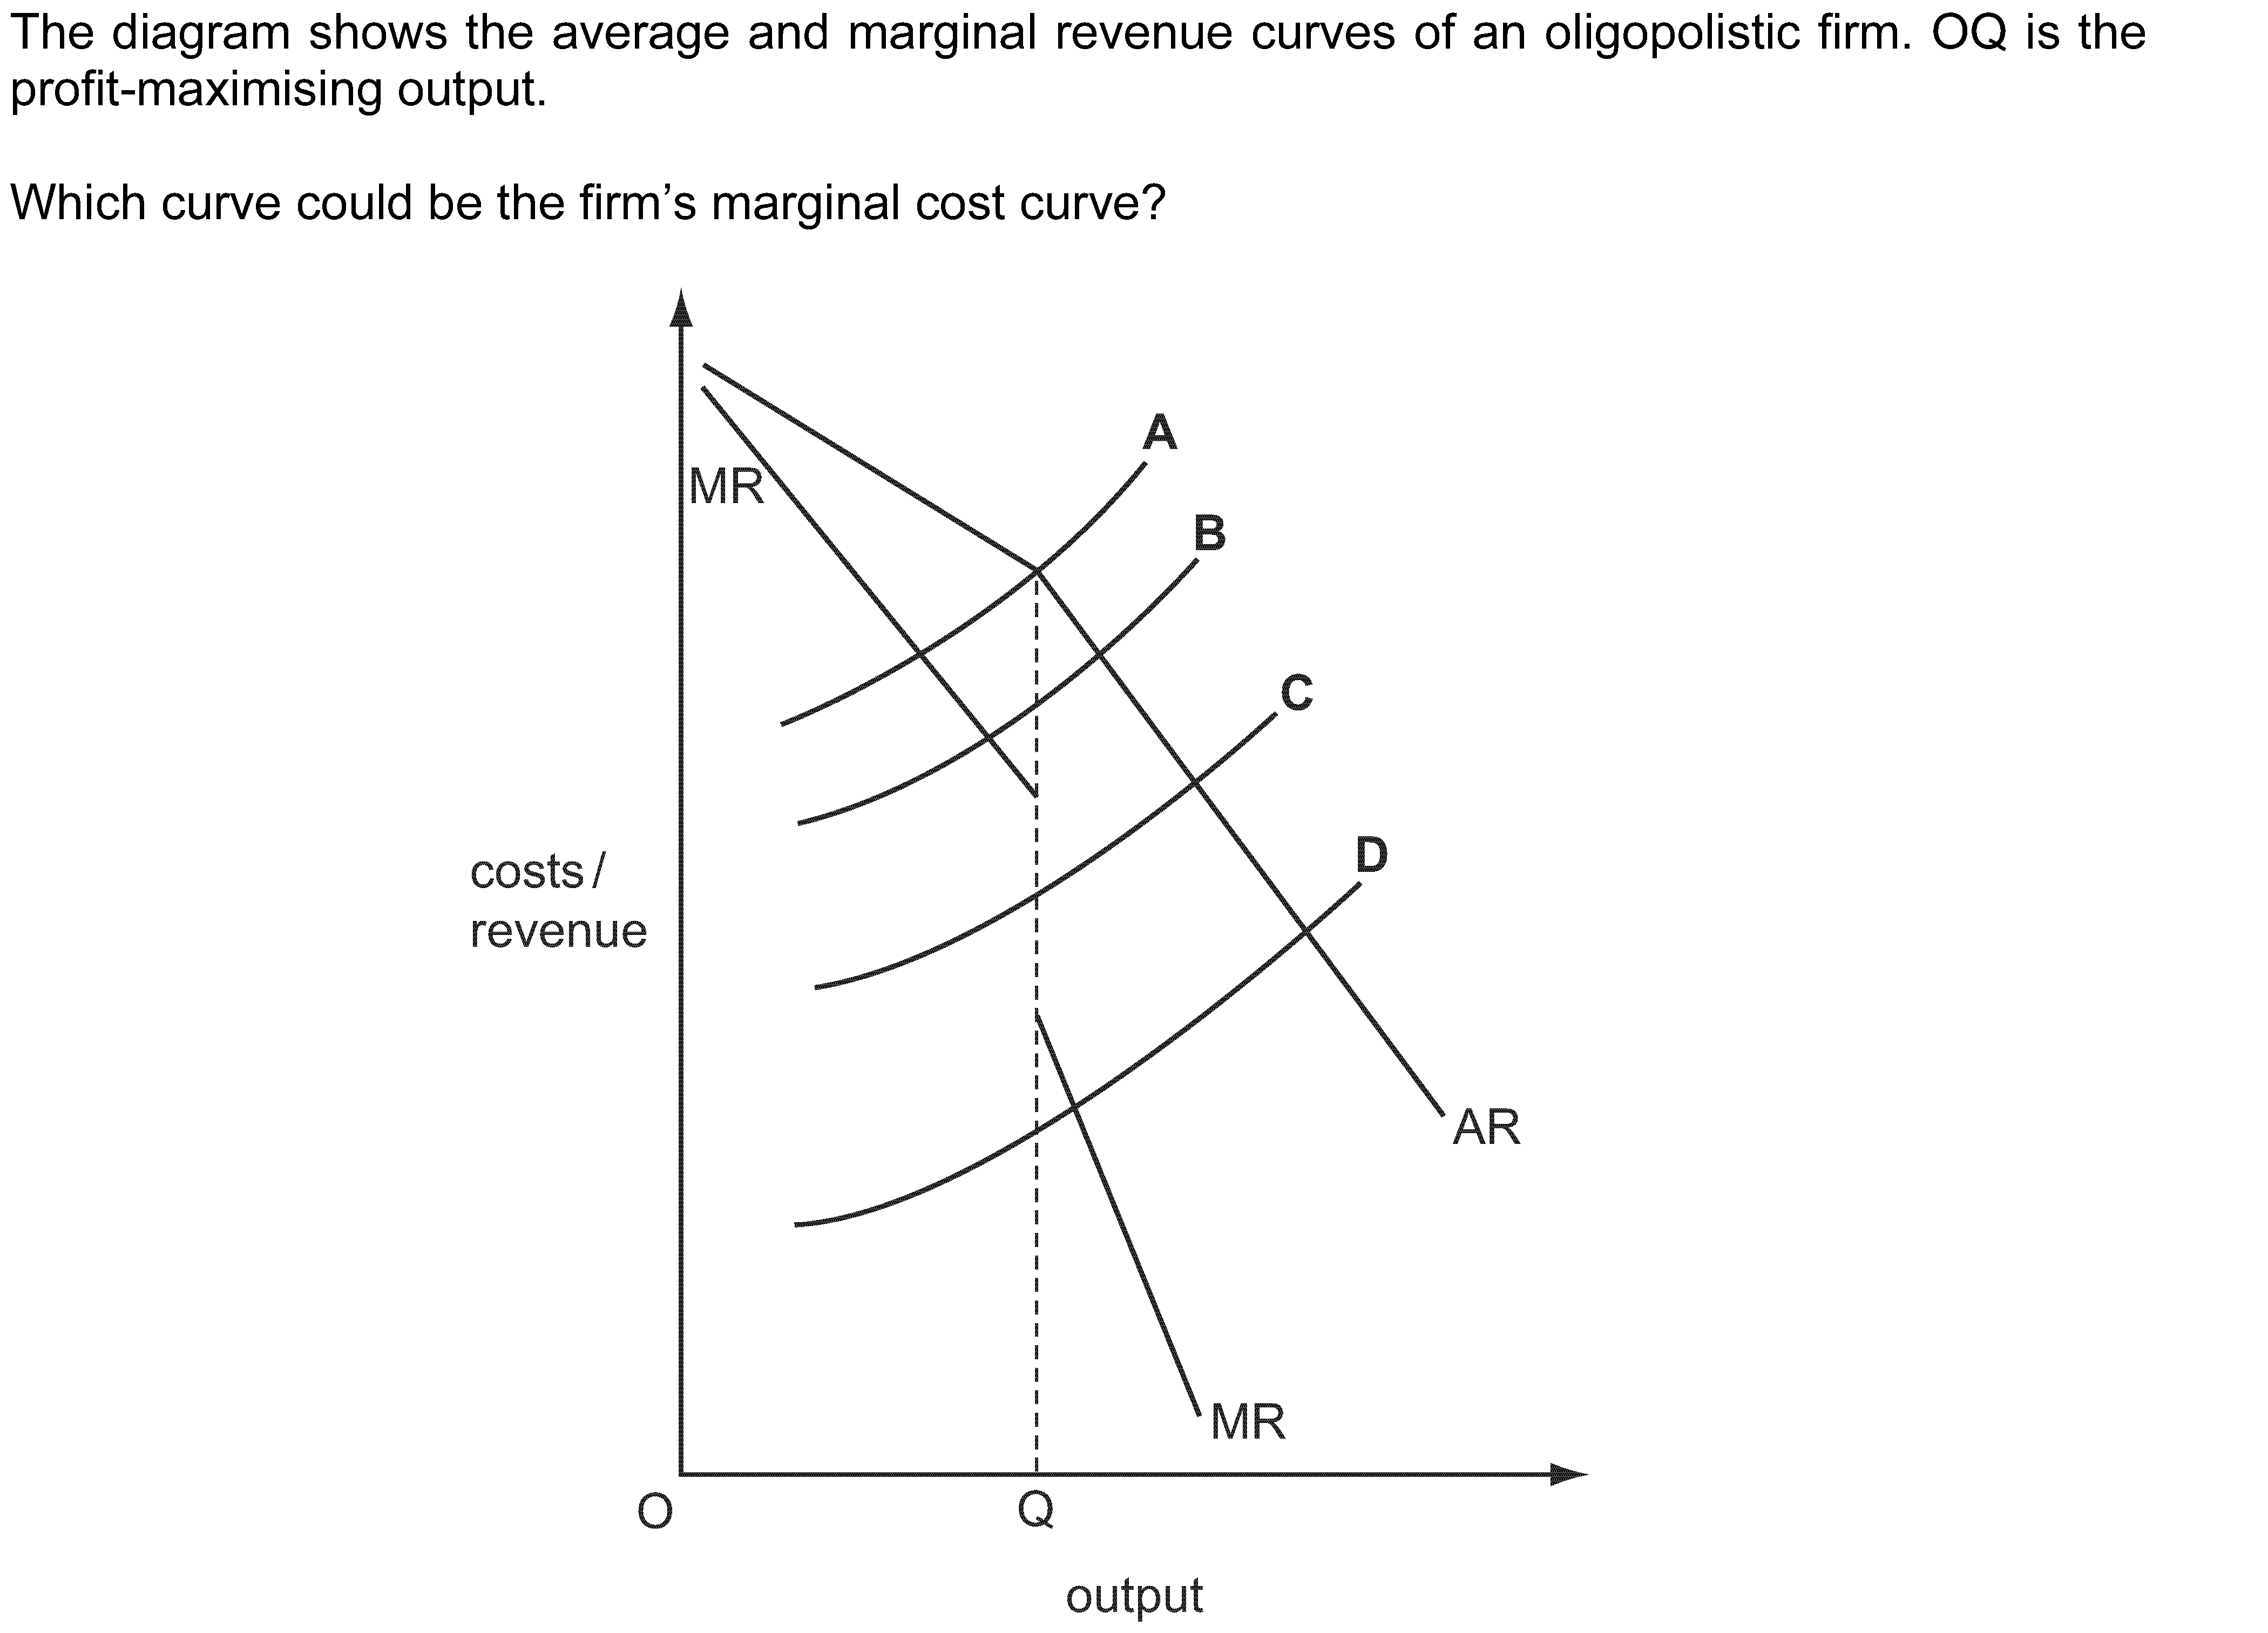 The diagram shows the average and marginal revenue curves of an oligopolistic firm. OQ is the
profit-maximising output.
Which curve could be the firm’s marginal cost curve?
A
MR
B
C
D
costs /
revenue
AR
MR
O
Q
output